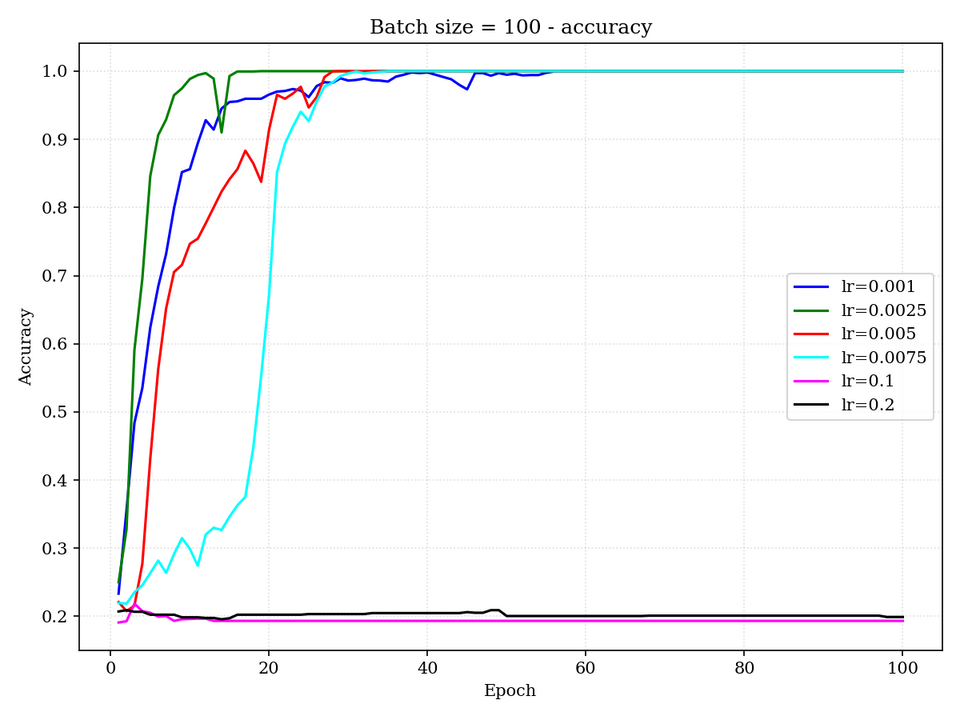 Batch size = 100 - accuracy
Accuracy
1.0
0.9
0.8
0.7
0.6
0.5
0.4
0.3
0.2
lr=0.001
lr=0.0025
lr=0.005
lr=0.0075
lr=0.1
lr=0.2
0 20 40 60 80 100
Epoch